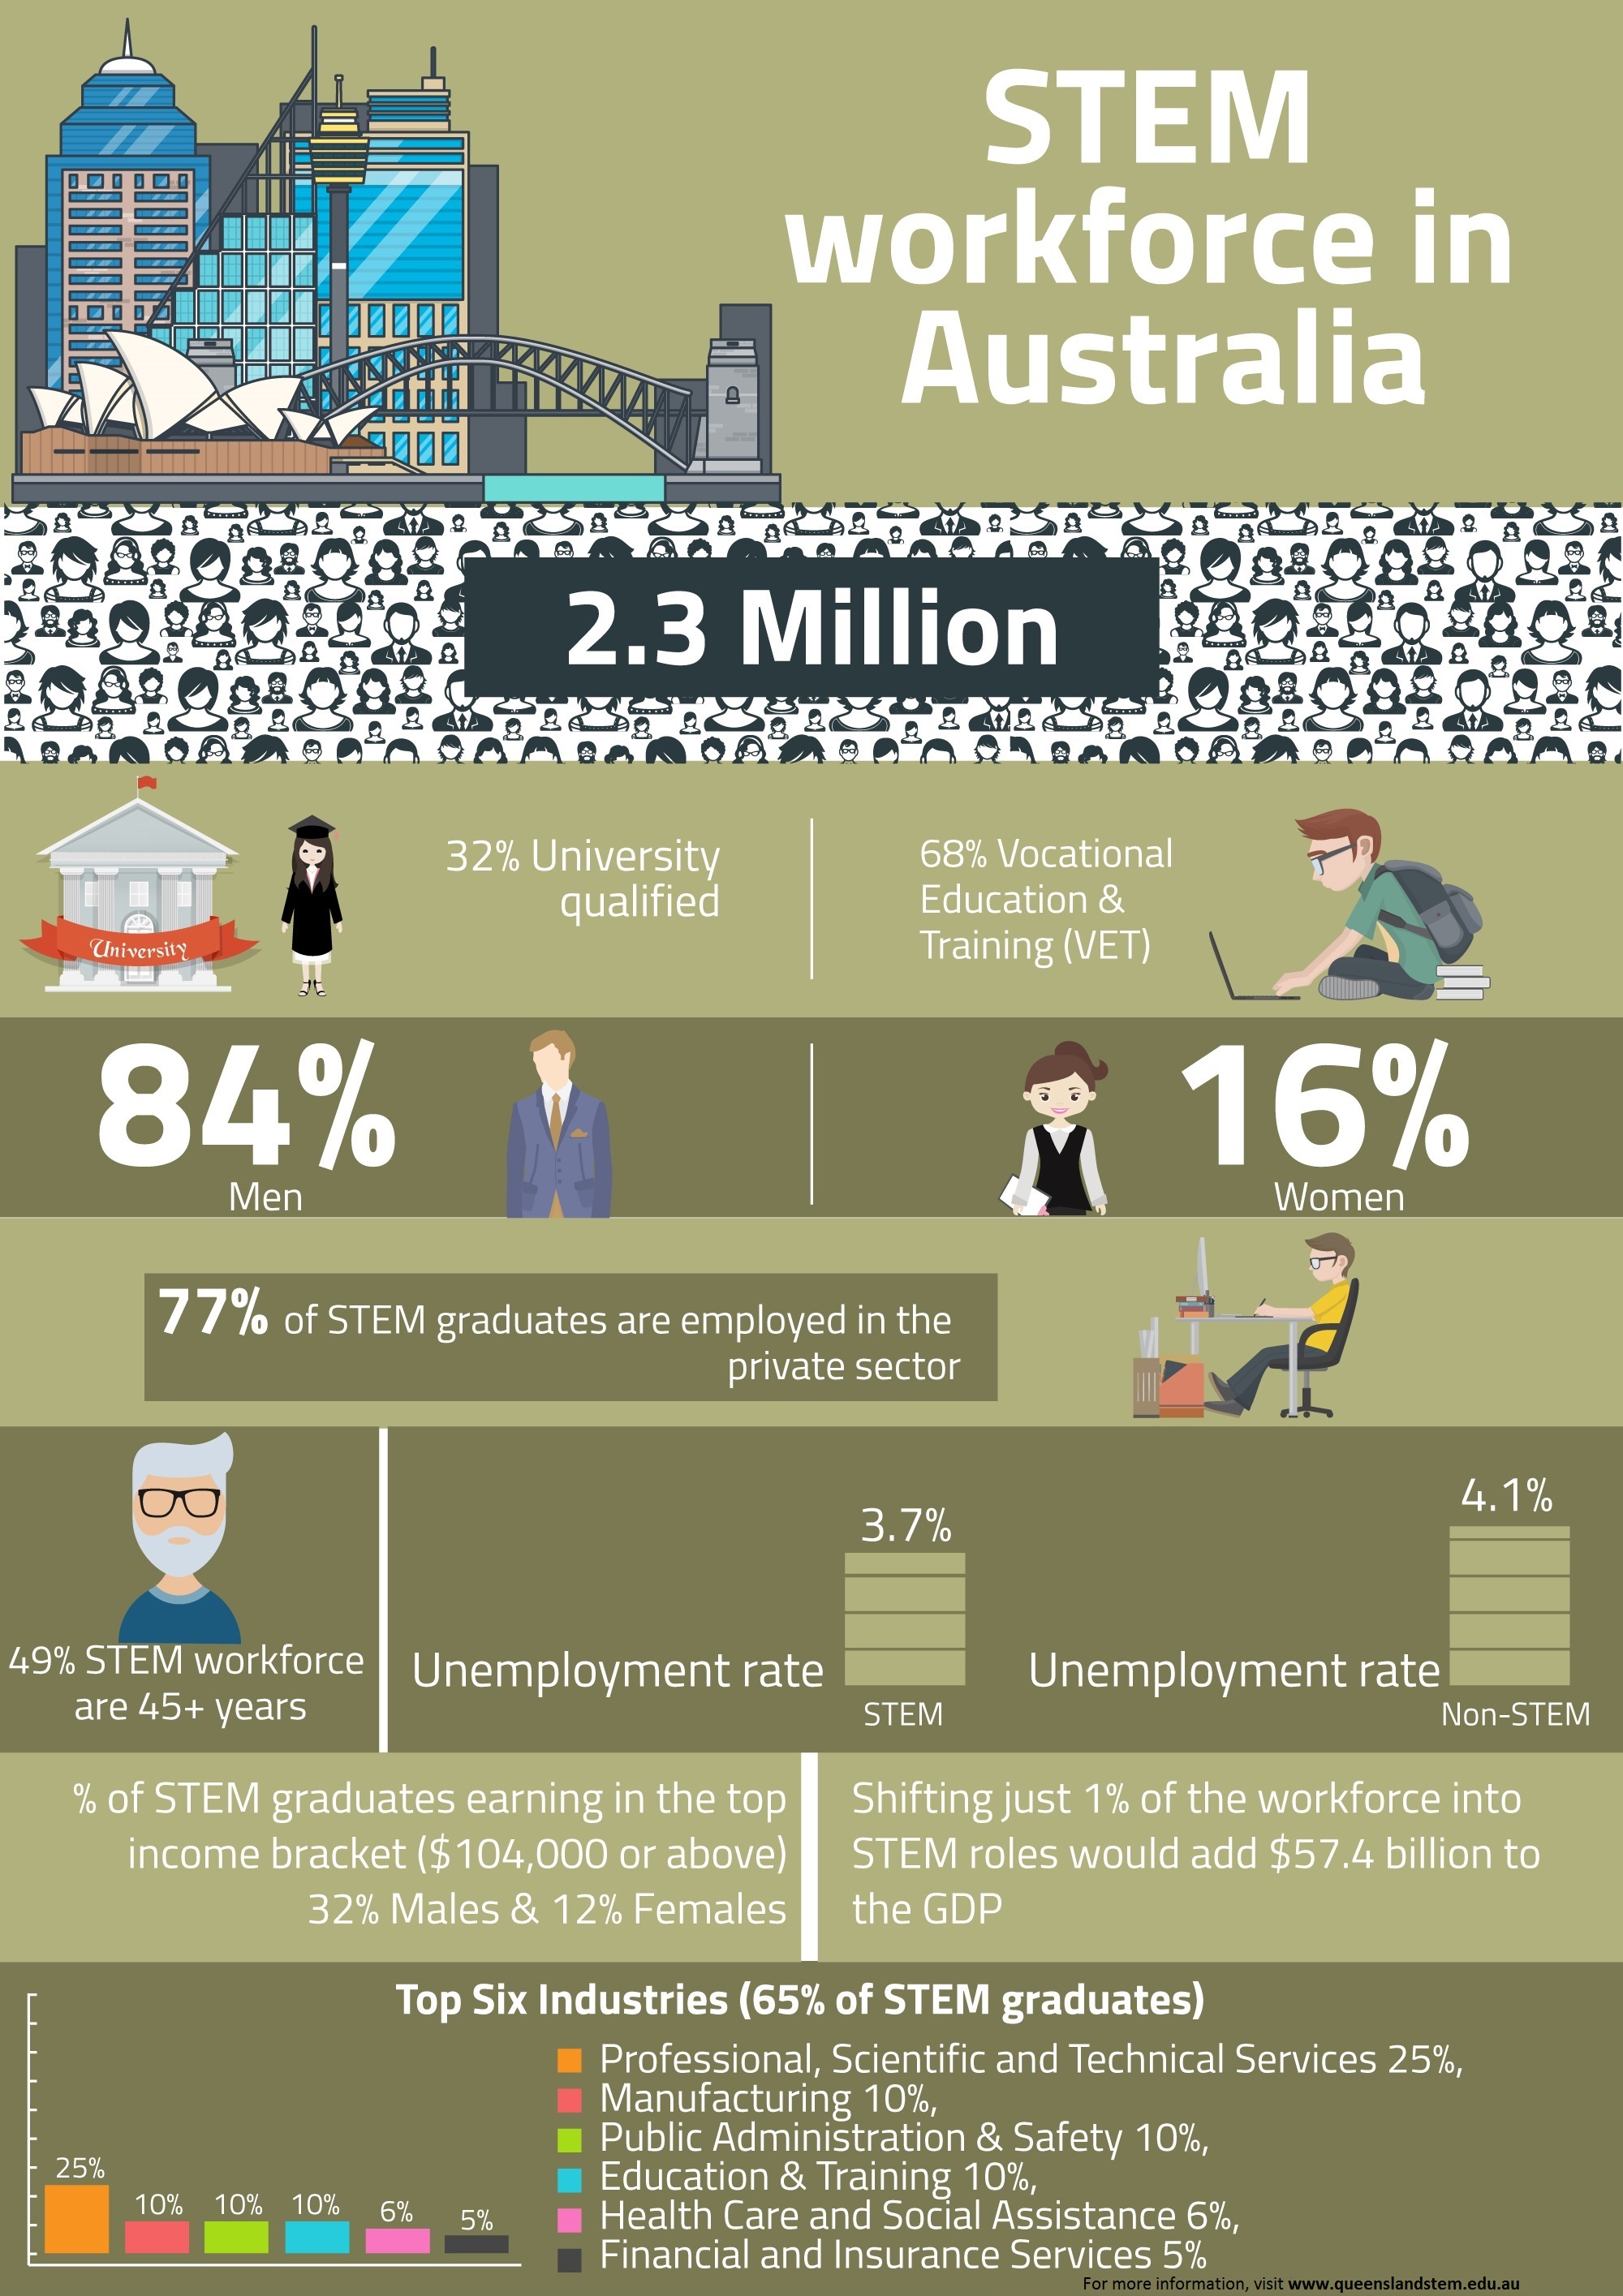 STEM
workforce in
Australia
2.3 Million
University
32% University
qualified
68% Vocational
Education &
Training (VET)
84%
Men
16%
Women
77% of STEM graduates are employed in the
private sector
49% STEM workforce
are 45+ years
Unemployment rate
3.7%
STEM
Unemployment rate
4.1%
Non-STEM
% of STEM graduates earning in the top
income bracket ($104,000 or above)
32% Males & 12% Females
Shifting just 1% of the workforce into
STEM roles would add $57.4 billion to
the GDP
Top Six Industries (65% of STEM graduates)
25%
10%
10%
10%
6%
5%
Professional, Scientific and Technical Services 25%,
Manufacturing 10%,
Public Administration & Safety 10%,
Education & Training 10%,
Health Care and Social Assistance 6%,
Financial and Insurance Services 5%
For more information, visit www.queenslandstem.edu.au